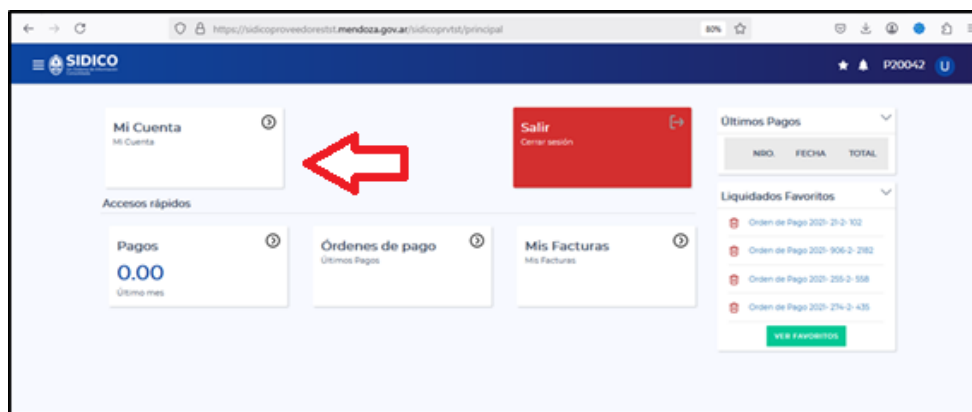 https://sidicoproveedorestst.mendoza.gov.ar/sidicoprvtst/principal
80%
SIDICO
P20042
U
Mi Cuenta
Mi Cuenta
Salir
Cerrar sesión
Accesos rápidos
Pagos
0.00
Último mes
Órdenes de pago
Últimos Pagos
Mis Facturas
Mis Facturas
Últimos Pagos
NRO. FECHA TOTAL
Liquidados Favoritos
Orden de Pago 2021- 21-2- 102
Orden de Pago 2021- 906-2- 2182
Orden de Pago 2021- 255-2- 558
Orden de Pago 2021- 274-2- 435
VER FAVORITOS